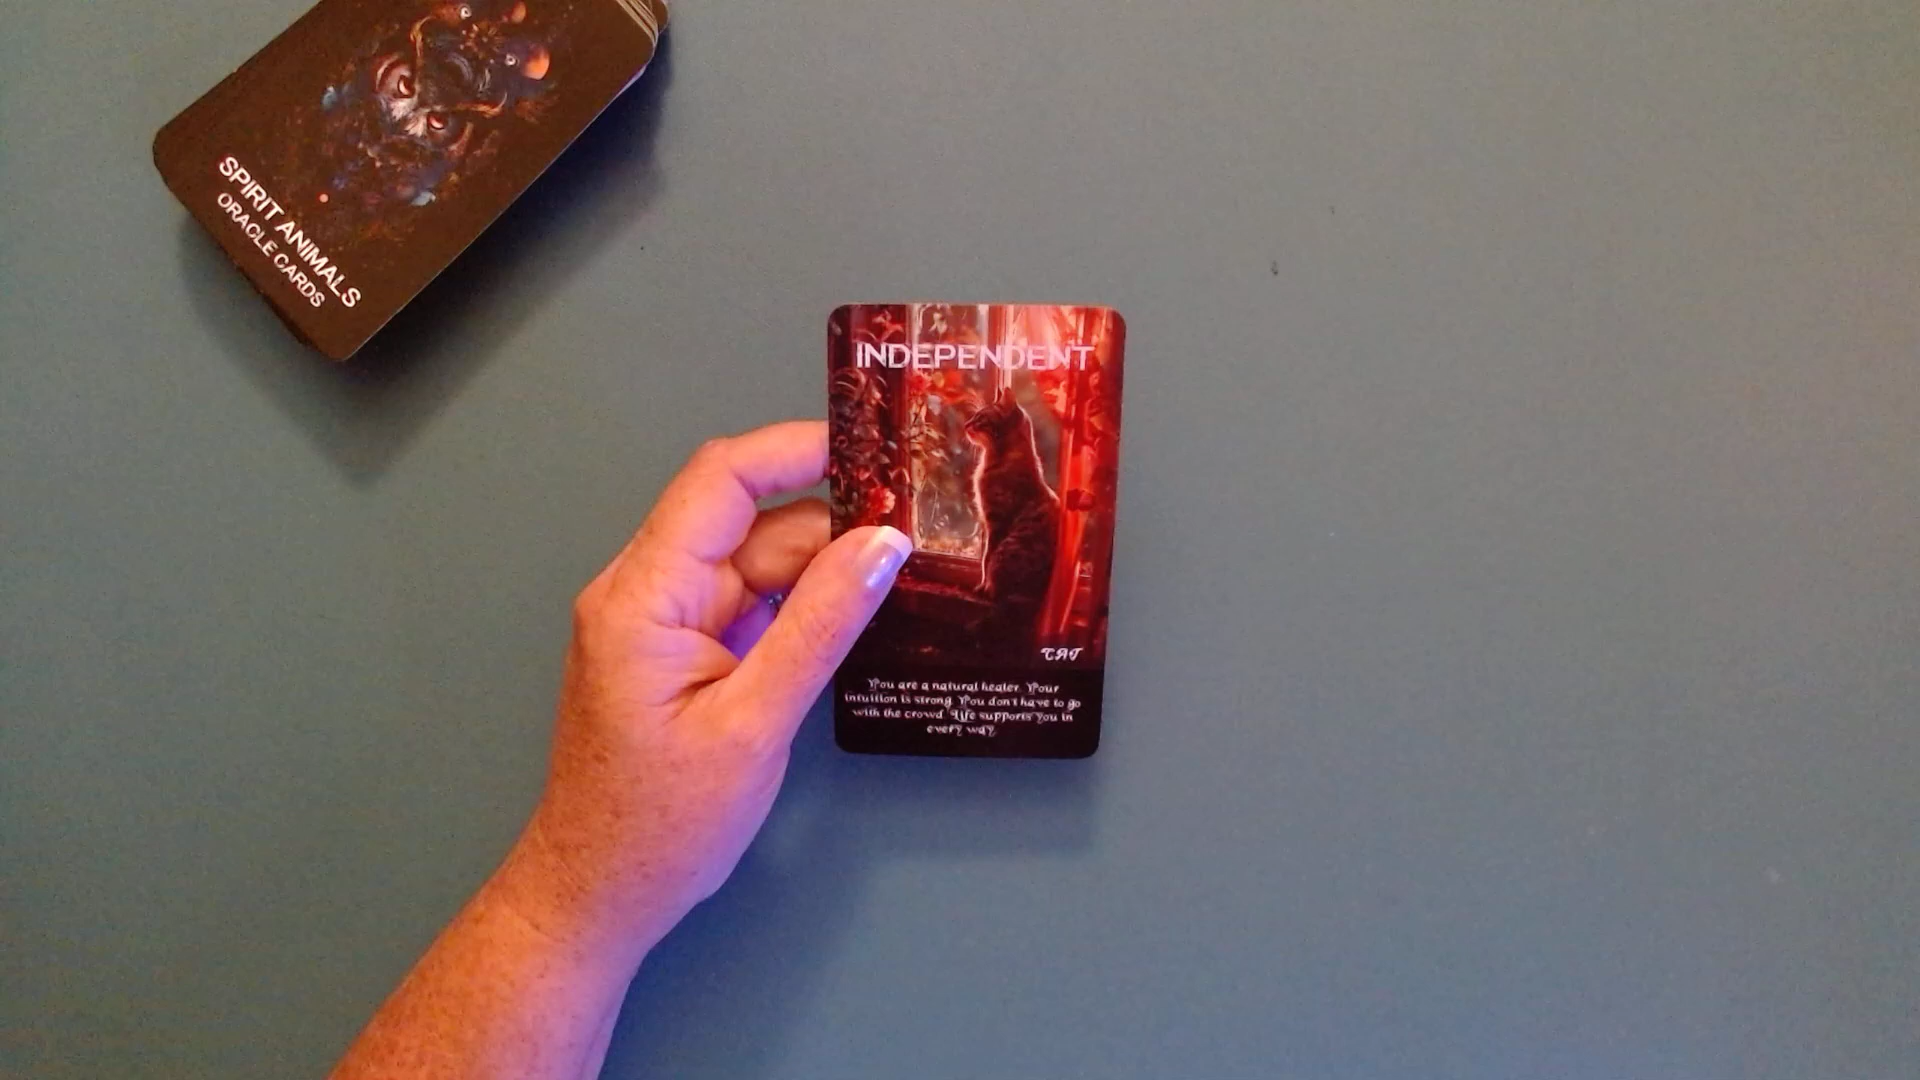 SPIRIT ANIMALS
ORACLE CARDS
INDEPENDENT
CAT
You are a natural healer. Your
intuition is strong. You don't have to go
with the crowd. Life supports you in
every way.